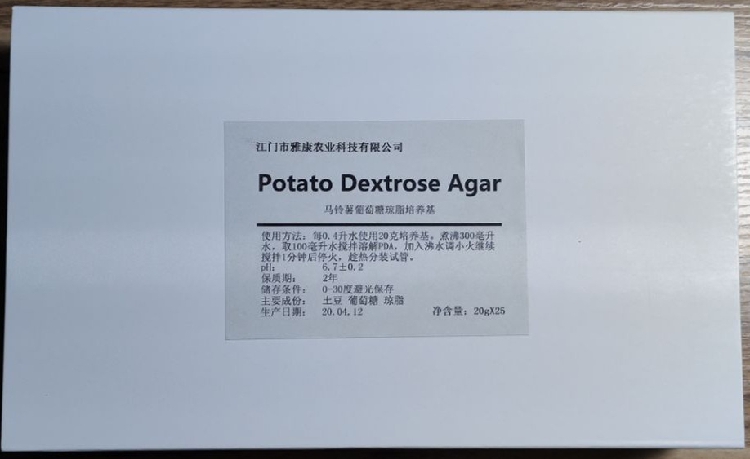 江门市雅康农业科技有限公司
Potato Dextrose Agar
马铃薯葡萄糖琼脂培养基
使用方法：每0.4升水使用20克培养基。煮沸300毫升
水，取100毫升水搅拌溶解PDA，加入沸水请小火继续
搅拌1分钟后停火，趁热分装试管。
pH： 6.7±0.2
保质期： 2年
储存条件： 0-30度避光保存
主要成份： 土豆 葡萄糖 琼脂
生产日期： 20.04.12 净含量：20gX25